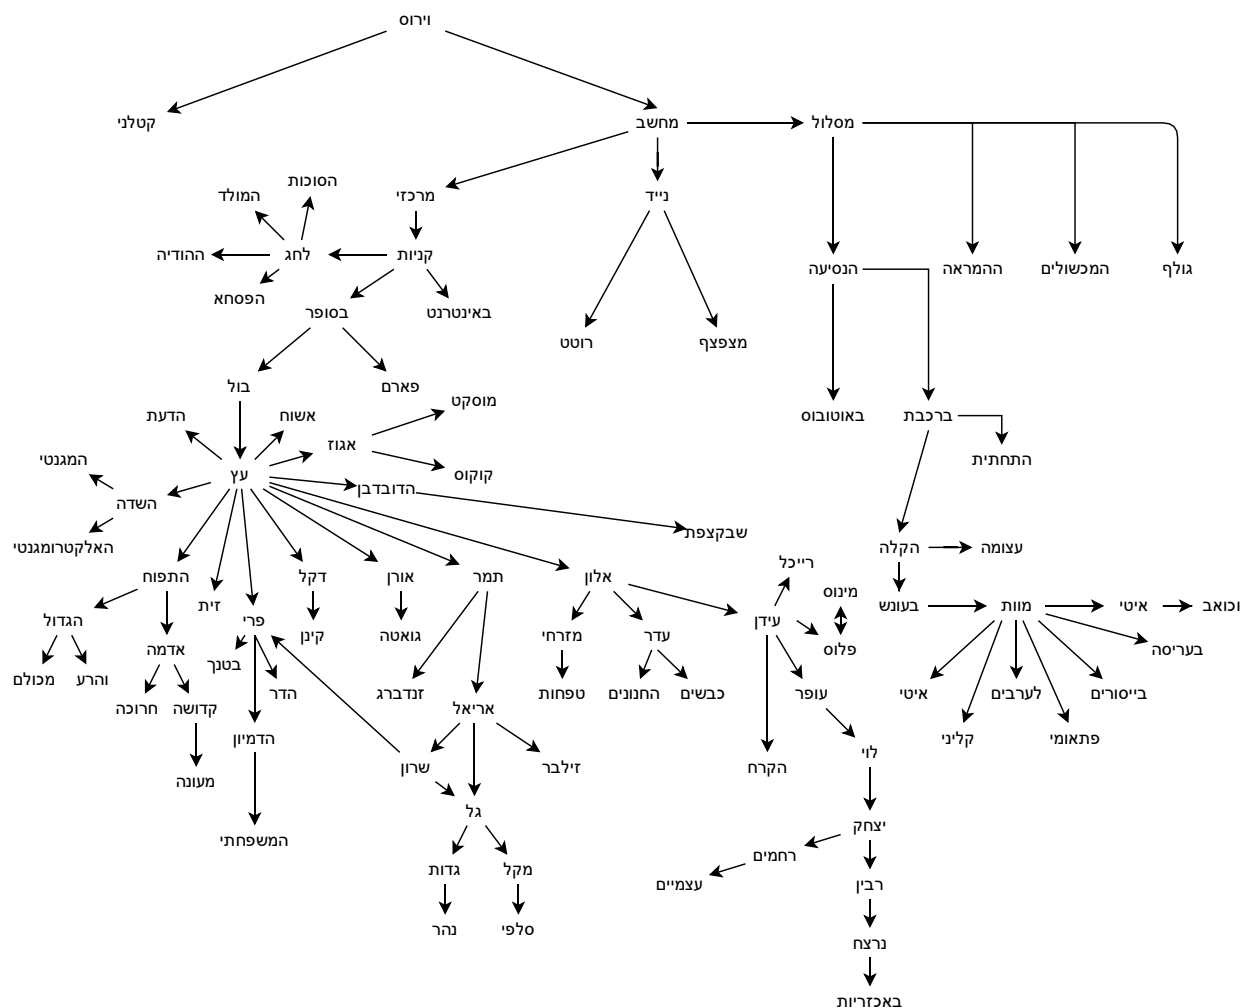 וירוס
קטלני
מחשב
מסלול
הסוכות
המולד
מרכזי
נייד
ההודיה
לחג
קניות
הנסיעה
ההמראה
המכשולים
גולף
הפסחא
בסופר
באינטרנט
רוטט
מצפצף
בול
פארם
מוסקט
הדעת
אשוח
אגוז
באוטובוס
ברכבת
המגנטי
עץ
קוקוס
התחתית
השדה
הדובדבן
שבקצפת
האלקטרומגנטי
הקלה
עצומה
התפוח
זית
דקל
אורן
תמר
אלון
רייכל
מינוס
הגדול
פרי
קינן
גואטה
מזרחי
עדר
עידן
פלוס
בעונש
מוות
איטי
וכואב
אדמה
בטנך
בעריסה
מכולם
והרע
חרוכה
קדושה
הדר
זנדברג
אריאל
טפחות
החנונים
כבשים
עופר
איטי
לערבים
בייסורים
הדמיון
קליני
פתאומי
מעונה
שרון
זילבר
הקרח
לוי
המשפחתי
גל
יצחק
רחמים
גדות
מקל
עצמיים
רבין
נהר
סלפי
נרצח
באכזריות